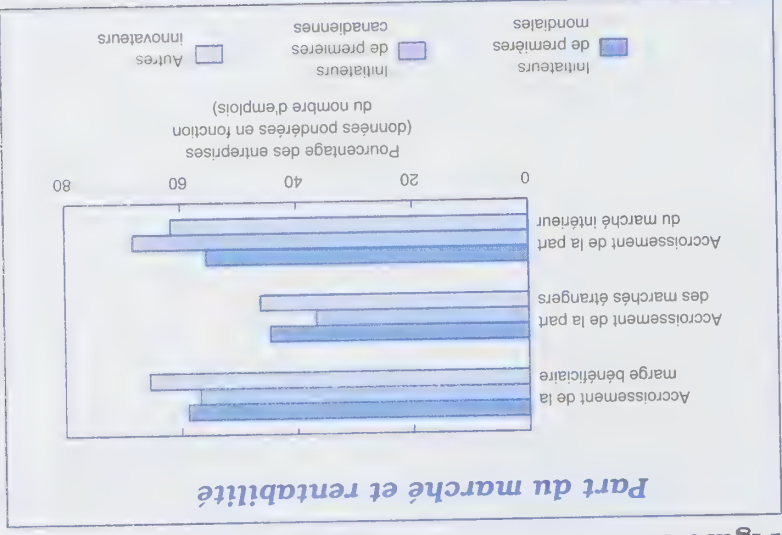 Part du marché et rentabilité
Accroissement de la
marge bénéficiaire
Accroissement de la part
des marchés étrangers
Accroissement de la part
du marché intérieur
0 20 40 60 80
Pourcentage des entreprises
(données pondérées en fonction
du nombre d'emplois)
Initiateurs
de premières
mondiales
Initiateurs
de premières
canadiennes
Autres
innovateurs